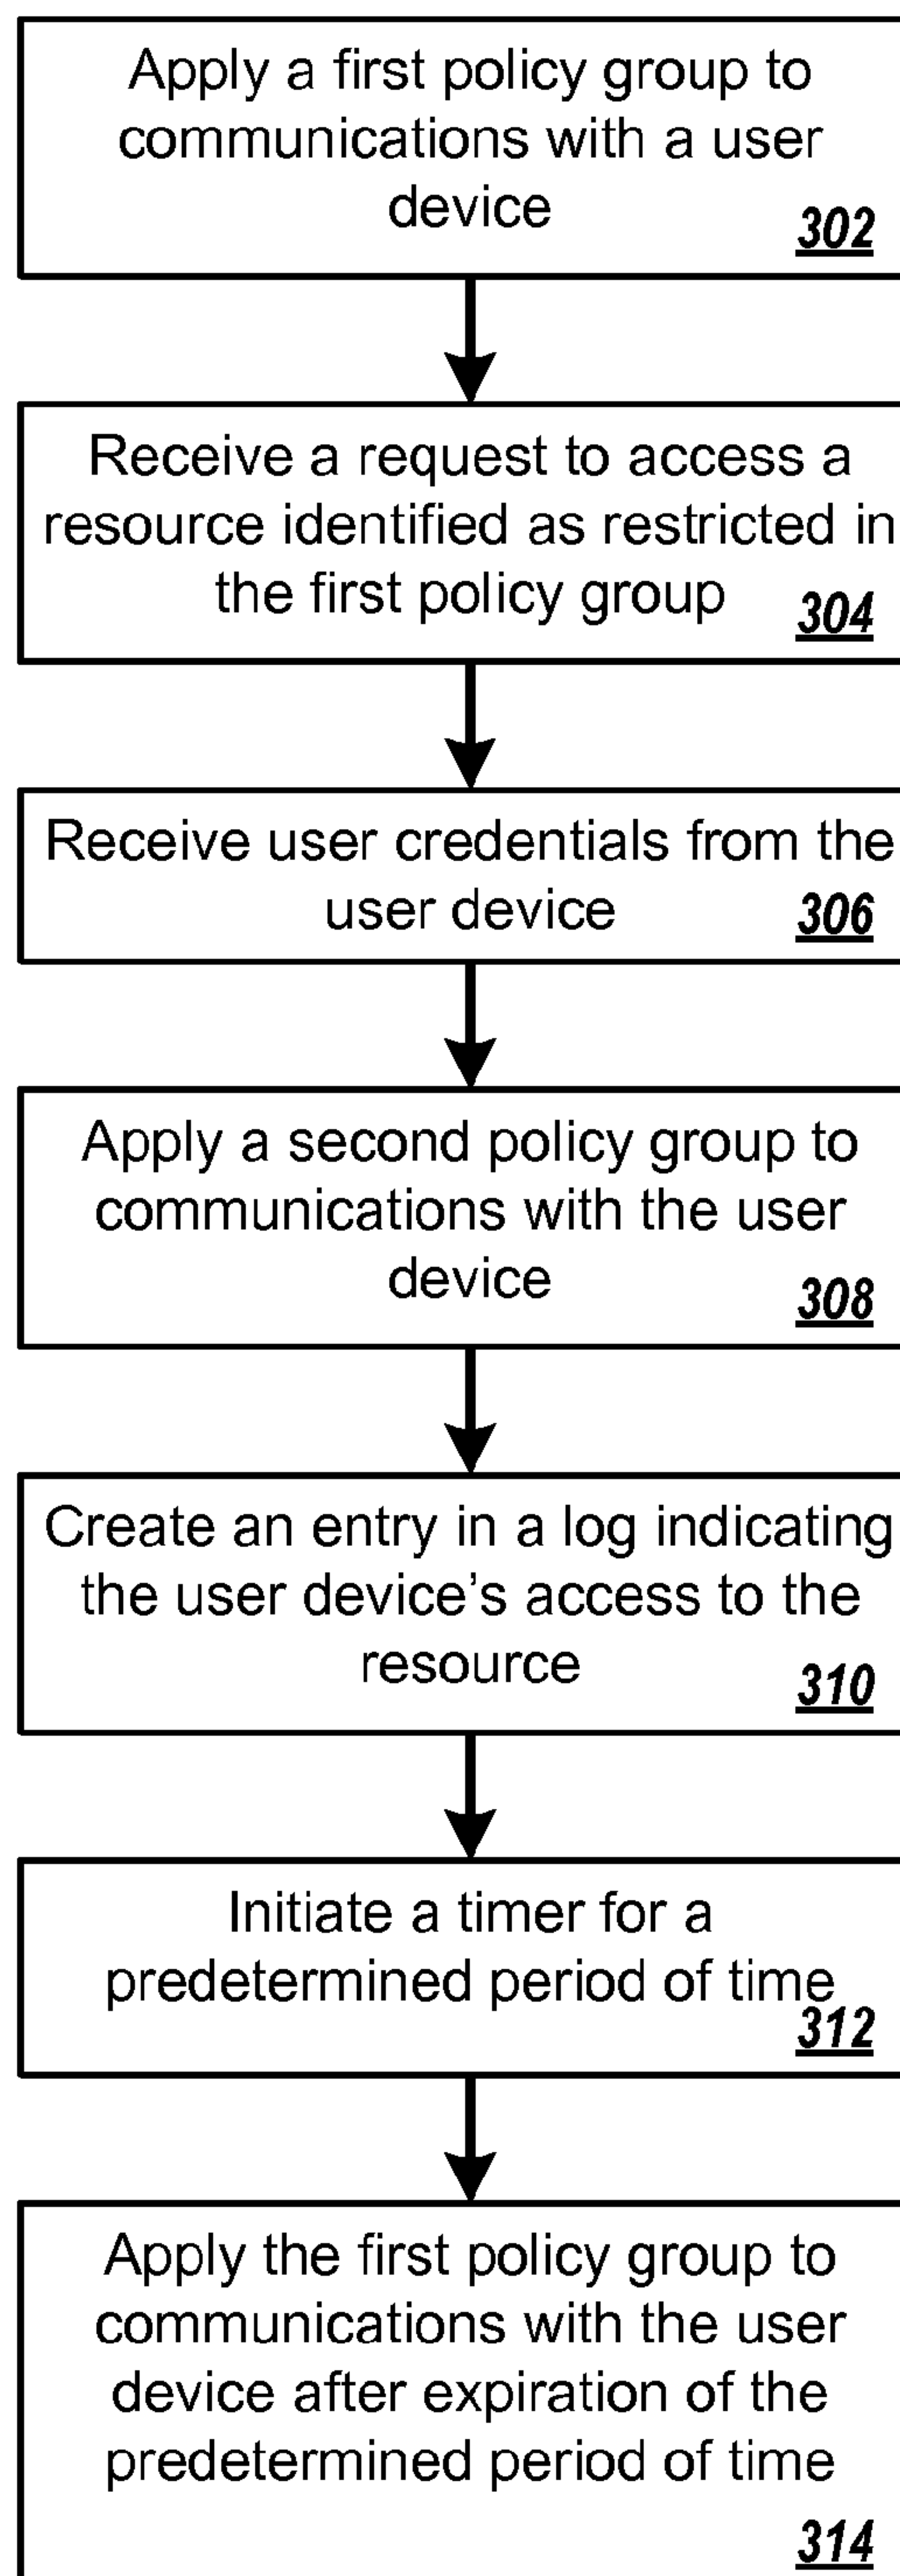 Apply a first policy group to
communications with a user
device
302
Receive a request to access a
resource identified as restricted in
the first policy group
304
Receive user credentials from the
user device
306
Apply a second policy group to
communications with the user
device
308
Create an entry in a log indicating
the user device’s access to the
resource
310
Initiate a timer for a
predetermined period of time
312
Apply the first policy group to
communications with the user
device after expiration of the
predetermined period of time
314